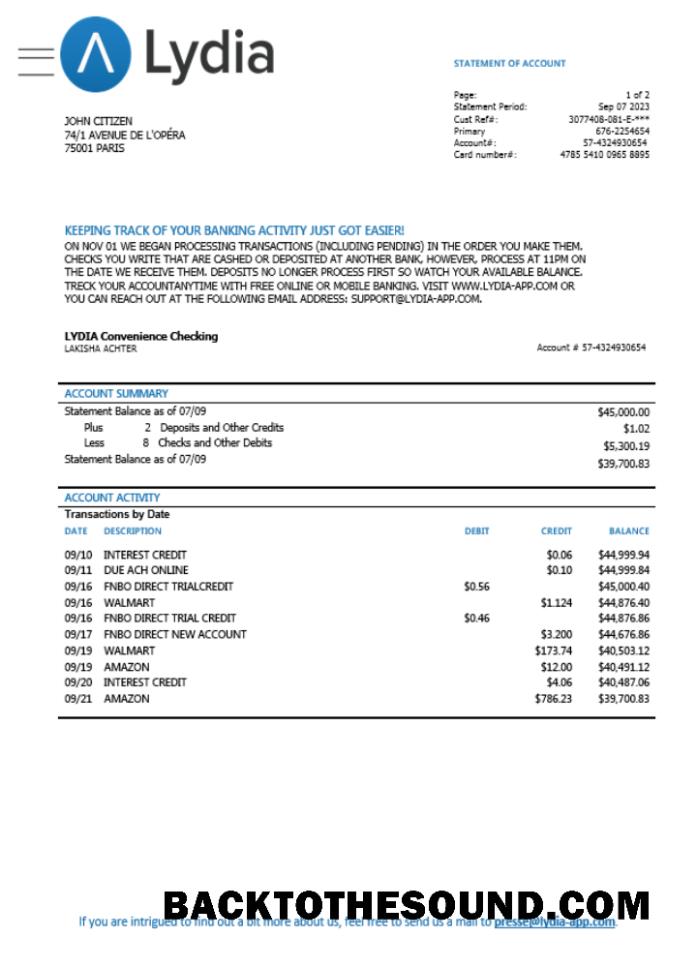 Lydia
STATEMENT OF ACCOUNT
Page: 1 of 2
Statement Period: Sep 07 2023
Cust Ref#: 3077408-081-E-***
Primary 676-2254654
Account#: 57-4324930654
Card number#: 4785 5410 0965 8895
JOHN CITIZEN
74/1 AVENUE DE L'OPÉRA
75001 PARIS
KEEPING TRACK OF YOUR BANKING ACTIVITY JUST GOT EASIER!
ON NOV 01 WE BEGAN PROCESSING TRANSACTIONS (INCLUDING PENDING) IN THE ORDER YOU MAKE THEM.
CHECKS YOU WRITE THAT ARE CASHED OR DEPOSITED AT ANOTHER BANK, HOWEVER, PROCESS AT 11PM ON
THE DATE WE RECEIVE THEM. DEPOSITS NO LONGER PROCESS FIRST SO WATCH YOUR AVAILABLE BALANCE.
TRECK YOUR ACCOUNTANYTIME WITH FREE ONLINE OR MOBILE BANKING. VISIT WWW.LYDIA-APP.COM OR
YOU CAN REACH OUT AT THE FOLLOWING EMAIL ADDRESS: SUPPORT@LYDIA-APP.COM.
LYDIA Convenience Checking
LAKISHA ACHTER Account # 57-4324930654
ACCOUNT SUMMARY
Statement Balance as of 07/09 $45,000.00
Plus 2 Deposits and Other Credits $1.02
Less 8 Checks and Other Debits $5,300.19
Statement Balance as of 07/09 $39,700.83
ACCOUNT ACTIVITY
Transactions by Date
DATE DESCRIPTION DEBIT CREDIT BALANCE
09/10 INTEREST CREDIT $0.06 $44,999.94
09/11 DUE ACH ONLINE $0.10 $44,999.84
09/16 FNBO DIRECT TRIALCREDIT $0.56 $45,000.40
09/16 WALMART $1.124 $44,876.40
09/16 FNBO DIRECT TRIAL CREDIT $0.46 $44,876.86
09/17 FNBO DIRECT NEW ACCOUNT $3.200 $44,676.86
09/19 WALMART $173.74 $40,503.12
09/19 AMAZON $12.00 $40,491.12
09/20 INTEREST CREDIT $4.06 $40,487.06
09/21 AMAZON $786.23 $39,700.83
BACKTOTHESOUND.COM
If you are intrigued to find out a bit more about us, feel free to send us a mail to presse@lydia-app.com.